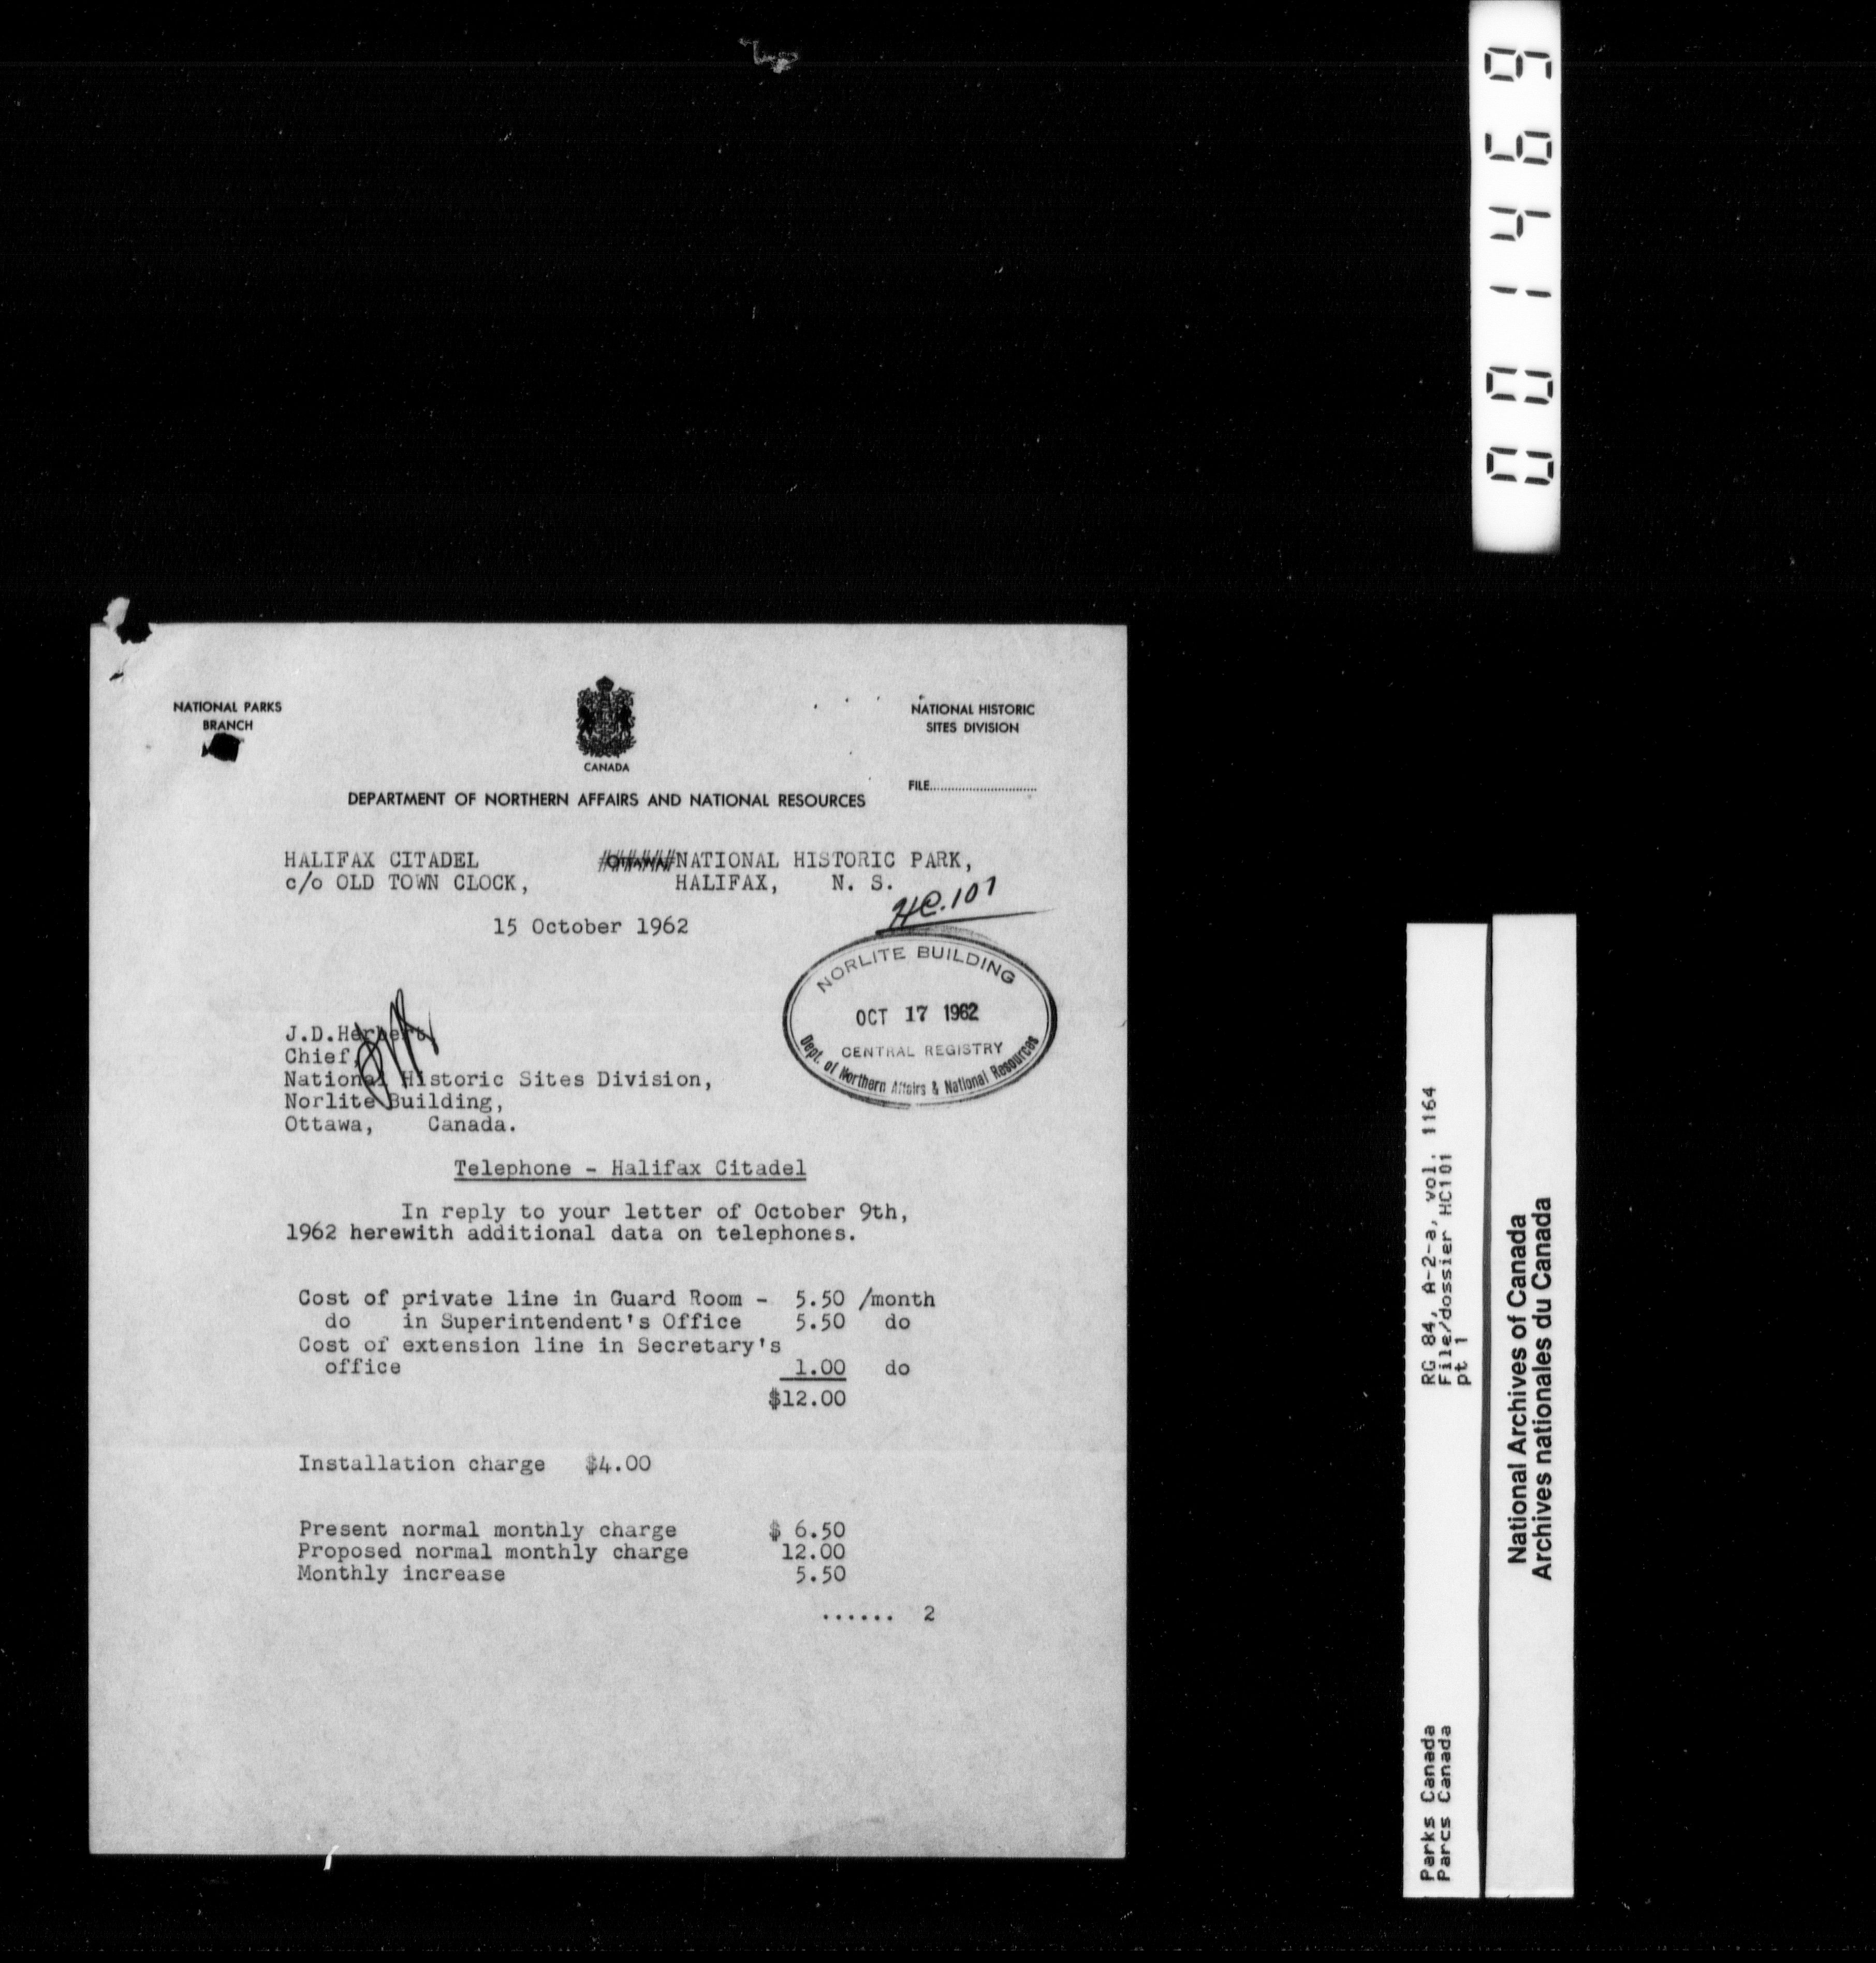 001469
NATIONAL PARKS
BRANCH
CANADA
NATIONAL HISTORIC
SITES DIVISION
FILE..............................
DEPARTMENT OF NORTHERN AFFAIRS AND NATIONAL RESOURCES
HALIFAX CITADEL NATIONAL HISTORIC PARK,
c/o OLD TOWN CLOCK, HALIFAX, N. S.
HC.101
15 October 1962
NORLITE BUILDING
OCT 17 1962
CENTRAL REGISTRY
Dept. of Northern Affairs & National Resources
J.D.Herbert,
Chief,
National Historic Sites Division,
Norlite Building,
Ottawa, Canada.
Telephone - Halifax Citadel
In reply to your letter of October 9th,
1962 herewith additional data on telephones.
Cost of private line in Guard Room - 5.50 /month
do in Superintendent's Office 5.50 do
Cost of extension line in Secretary's
office 1.00 do
$12.00
Installation charge $4.00
Present normal monthly charge $ 6.50
Proposed normal monthly charge 12.00
Monthly increase 5.50
...... 2
Parks Canada RG 84, A-2-a, vol. 1164
Parcs Canada File/dossier HC101
pt 1
National Archives of Canada
Archives nationales du Canada